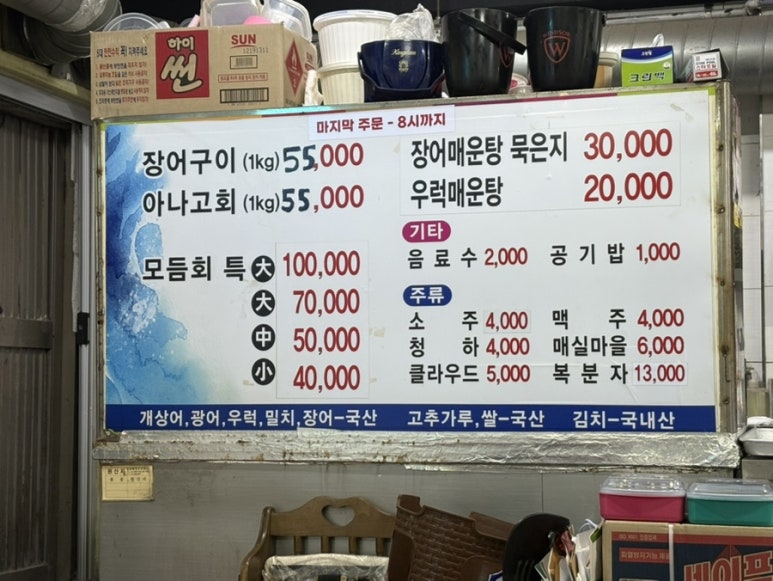 하이
씬
SUN
WINDSOR
크린백
마지막 주문 - 8시까지
장어구이 (1kg) 55,000
아나고회 (1kg) 55,000
모듬회 특 大 100,000
大 70,000
中 50,000
小 40,000
장어매운탕 묵은지 30,000
우럭매운탕 20,000
기타
음료수 2,000 공기밥 1,000
주류
소주 4,000 맥주 4,000
청하 4,000 매실마을 6,000
클라우드 5,000 복분자 13,000
개상어,광어,우럭,밀치,장어-국산 고추가루,쌀-국산 김치-국내산